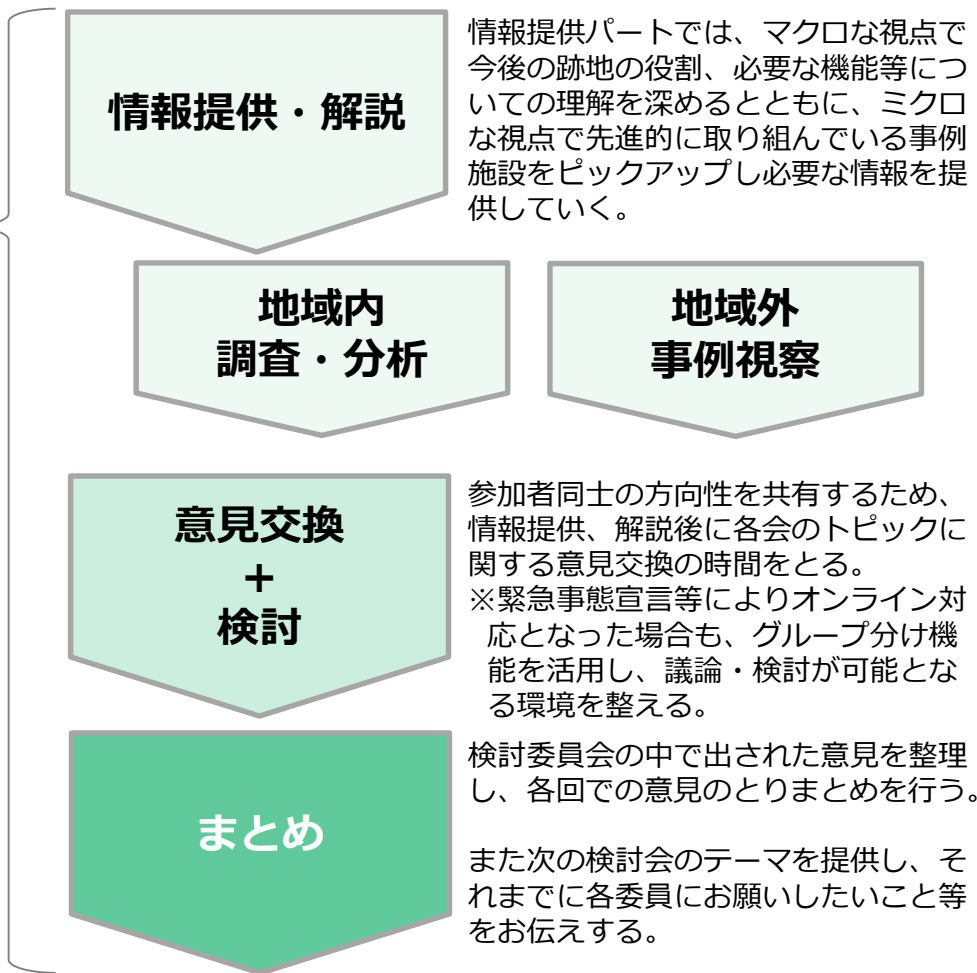 情報提供・解説
情報提供パートでは、マクロな視点で
今後の跡地の役割、必要な機能等につ
いての理解を深めるとともに、ミクロ
な視点で先進的に取り組んでいる事例
施設をピックアップし必要な情報を提
供していく。
地域内
調査・分析
地域外
事例視察
意見交換
+
検討
参加者同士の方向性を共有するため、
情報提供、解説後に各会のトピックに
関する意見交換の時間をとる。
※緊急事態宣言等によりオンライン対
応となった場合も、グループ分け機
能を活用し、議論・検討が可能とな
る環境を整える。
まとめ
検討委員会の中で出された意見を整理
し、各回での意見のとりまとめを行う。
また次の検討会のテーマを提供し、そ
れまでに各委員にお願いしたいこと等
をお伝えする。